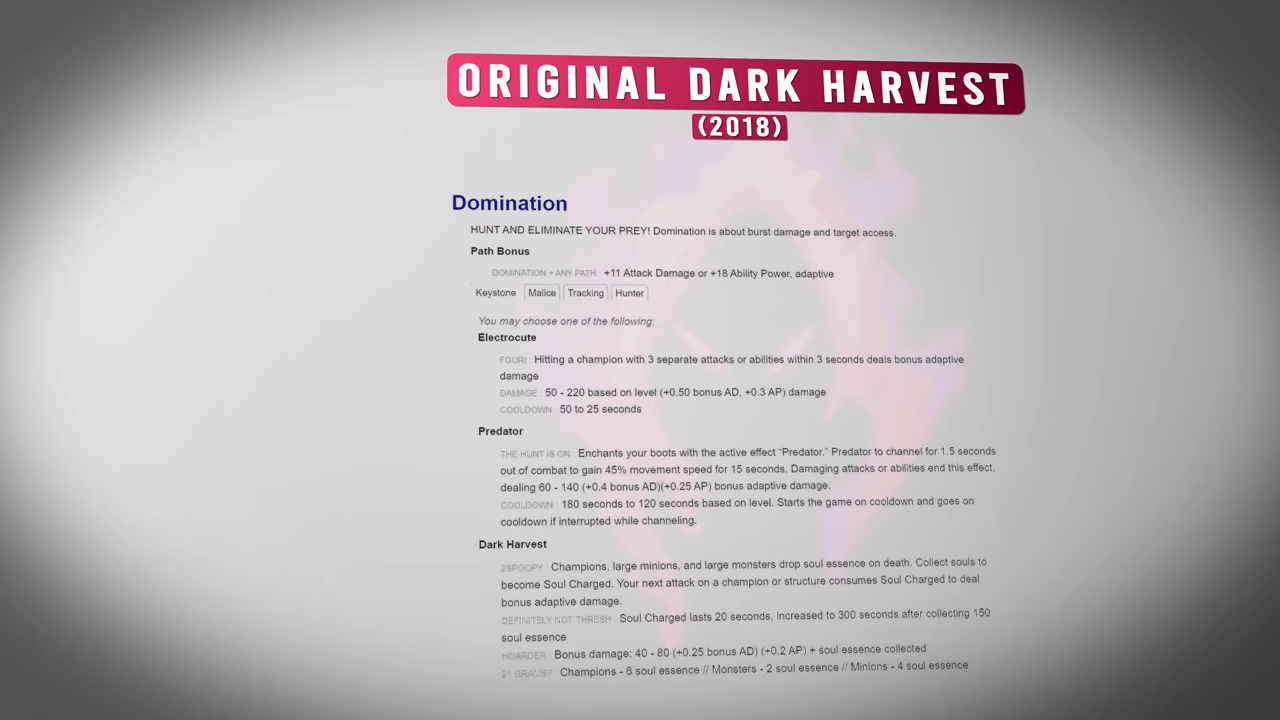 ORIGINAL DARK HARVEST
(2018)
Domination
HUNT AND ELIMINATE YOUR PREY! Domination is about burst damage and target access.
Path Bonus
DOMINATION + ANY PATH: +11 Attack Damage or +18 Ability Power, adaptive
Keystone Malice Tracking Hunter
You may choose one of the following:
Electrocute
FOUR! : Hitting a champion with 3 separate attacks or abilities within 3 seconds deals bonus adaptive
damage
DAMAGE : 50 - 220 based on level (+0.50 bonus AD, +0.3 AP) damage
COOLDOWN : 50 to 25 seconds
Predator
THE HUNT IS ON : Enchants your boots with the active effect “Predator.” Predator to channel for 1.5 seconds
out of combat to gain 45% movement speed for 15 seconds. Damaging attacks or abilities end this effect,
dealing 60 - 140 (+0.4 bonus AD)(+0.25 AP) bonus adaptive damage.
COOLDOWN : 180 seconds to 120 seconds based on level. Starts the game on cooldown and goes on
cooldown if interrupted while channeling.
Dark Harvest
2SPOOPY : Champions, large minions, and large monsters drop soul essence on death. Collect souls to
become Soul Charged. Your next attack on a champion or structure consumes Soul Charged to deal
bonus adaptive damage.
DEFINITELY NOT THRESH : Soul Charged lasts 20 seconds, increased to 300 seconds after collecting 150
soul essence
HOARDER : Bonus damage: 40 - 80 (+0.25 bonus AD) (+0.2 AP) + soul essence collected
21 GRAMS? : Champions - 6 soul essence // Monsters - 2 soul essence // Minions - 4 soul essence